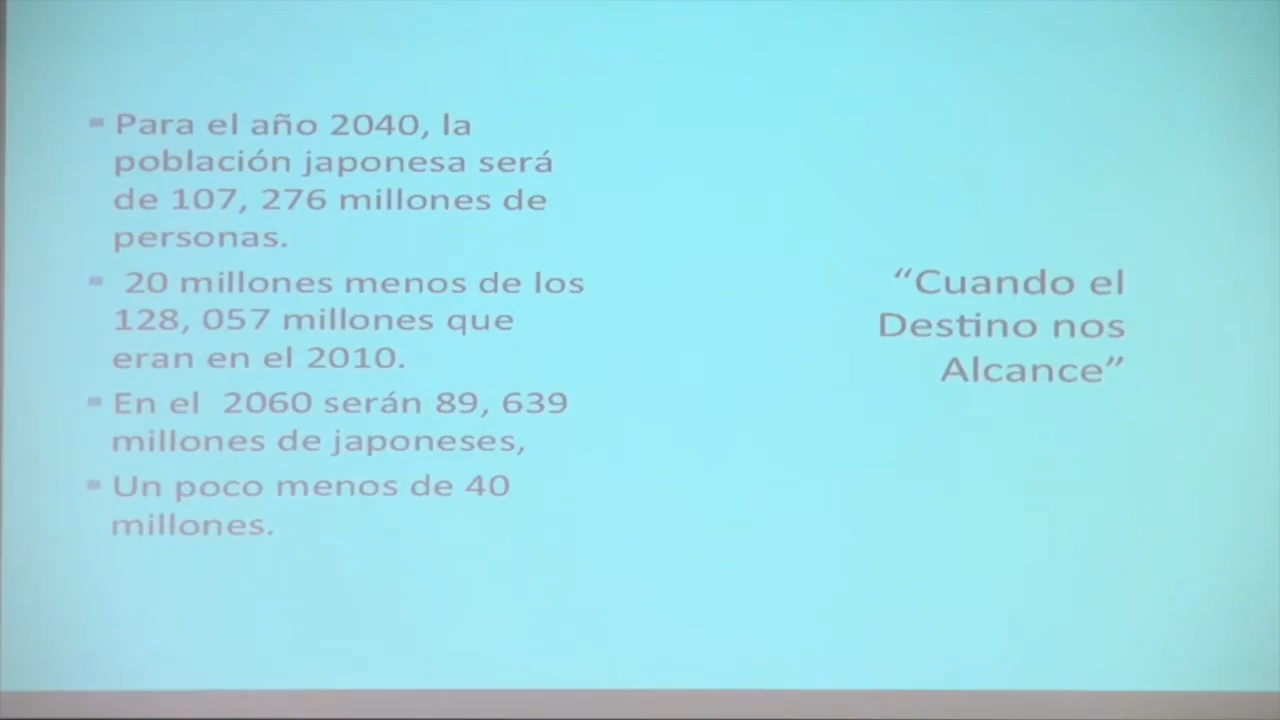 ▪ Para el año 2040, la
población japonesa será
de 107, 276 millones de
personas.
▪ 20 millones menos de los
128, 057 millones que
eran en el 2010.
▪ En el 2060 serán 89, 639
millones de japoneses,
▪ Un poco menos de 40
millones.
“Cuando el
Destino nos
Alcance”